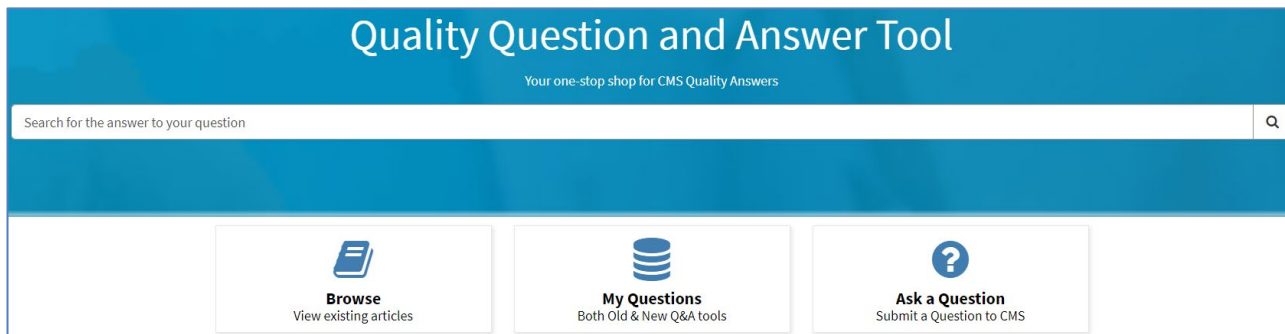 Quality Question and Answer Tool
Your one-stop shop for CMS Quality Answers
Search for the answer to your question
Browse
View existing articles
My Questions
Both Old & New Q&A tools
Ask a Question
Submit a Question to CMS